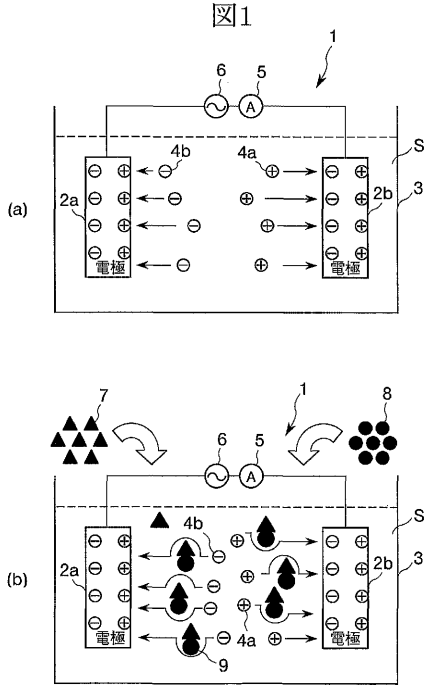 図1
1
6 5
A
4b 4a
S
2a 2b 3
(a)
⊖ ⊕ ⊖ ⊖ ⊕ ⊖ ⊕
⊖ ⊕ ⊖ ⊕ ⊖ ⊕
⊖ ⊕ ⊖ ⊕ ⊖ ⊕
⊖ ⊕ ⊖ ⊕ ⊖ ⊕
電極 電極
7 1 8
6 5
A
4b
S
2a 2b 3
(b)
⊖ ⊕ ⊖ ⊕ ⊖ ⊕
⊖ ⊕ ⊖ ⊕ ⊖ ⊕
⊖ ⊕ ⊖ ⊕ ⊖ ⊕
⊖ ⊕ ⊖ ⊕ ⊖ ⊕
電極 4a 電極
9